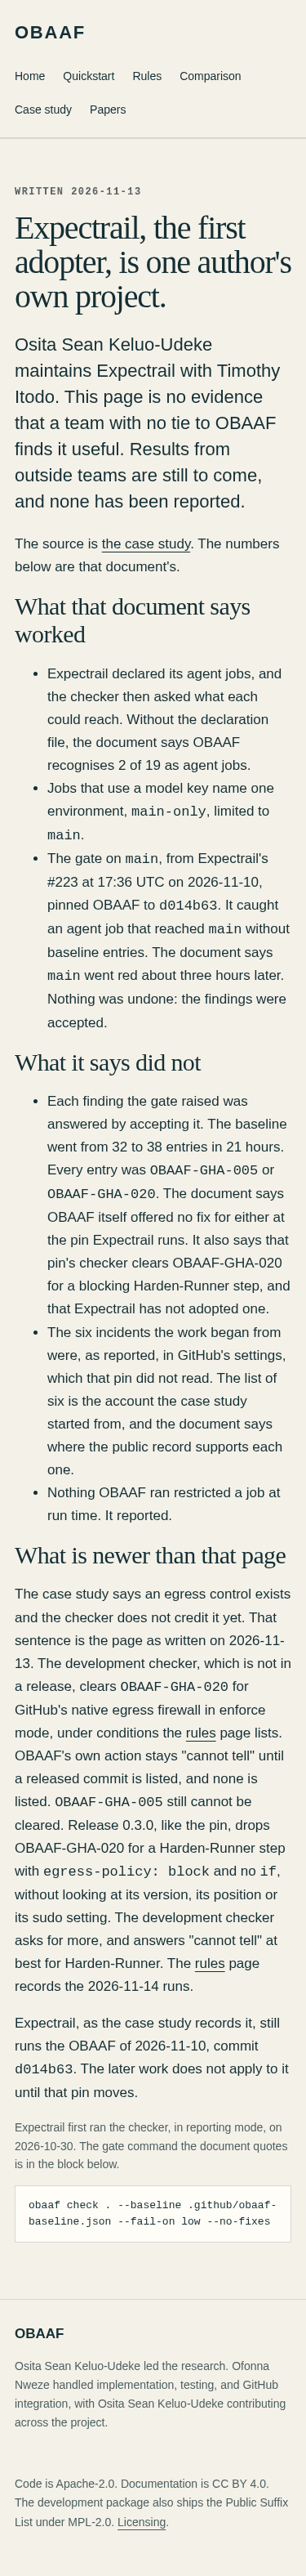 OBAAF
Home Quickstart Rules Comparison
Case study Papers
WRITTEN 2026-11-13
Expectrail, the first
adopter, is one author's
own project.
Osita Sean Keluo-Udeke
maintains Expectrail with Timothy
Itodo. This page is no evidence
that a team with no tie to OBAAF
finds it useful. Results from
outside teams are still to come,
and none has been reported.
The source is the case study. The numbers
below are that document's.
What that document says
worked
• Expectrail declared its agent jobs, and
the checker then asked what each
could reach. Without the declaration
file, the document says OBAAF
recognises 2 of 19 as agent jobs.
• Jobs that use a model key name one
environment, main-only, limited to
main.
• The gate on main, from Expectrail's
#223 at 17:36 UTC on 2026-11-10,
pinned OBAAF to d014b63. It caught
an agent job that reached main without
baseline entries. The document says
main went red about three hours later.
Nothing was undone: the findings were
accepted.
What it says did not
• Each finding the gate raised was
answered by accepting it. The baseline
went from 32 to 38 entries in 21 hours.
Every entry was OBAAF-GHA-005 or
OBAAF-GHA-020. The document says
OBAAF itself offered no fix for either at
the pin Expectrail runs. It also says that
pin's checker clears OBAAF-GHA-020
for a blocking Harden-Runner step, and
that Expectrail has not adopted one.
• The six incidents the work began from
were, as reported, in GitHub's settings,
which that pin did not read. The list of
six is the account the case study
started from, and the document says
where the public record supports each
one.
• Nothing OBAAF ran restricted a job at
run time. It reported.
What is newer than that page
The case study says an egress control exists
and the checker does not credit it yet. That
sentence is the page as written on 2026-11-
13. The development checker, which is not in
a release, clears OBAAF-GHA-020 for
GitHub's native egress firewall in enforce
mode, under conditions the rules page lists.
OBAAF's own action stays "cannot tell" until
a released commit is listed, and none is
listed. OBAAF-GHA-005 still cannot be
cleared. Release 0.3.0, like the pin, drops
OBAAF-GHA-020 for a Harden-Runner step
with egress-policy: block and no if,
without looking at its version, its position or
its sudo setting. The development checker
asks for more, and answers "cannot tell" at
best for Harden-Runner. The rules page
records the 2026-11-14 runs.
Expectrail, as the case study records it, still
runs the OBAAF of 2026-11-10, commit
d014b63. The later work does not apply to it
until that pin moves.
Expectrail first ran the checker, in reporting mode, on
2026-10-30. The gate command the document quotes
is in the block below.
obaaf check . --baseline .github/obaaf-
baseline.json --fail-on low --no-fixes
OBAAF
Osita Sean Keluo-Udeke led the research. Ofonna
Nweze handled implementation, testing, and GitHub
integration, with Osita Sean Keluo-Udeke contributing
across the project.
Code is Apache-2.0. Documentation is CC BY 4.0.
The development package also ships the Public Suffix
List under MPL-2.0. Licensing.